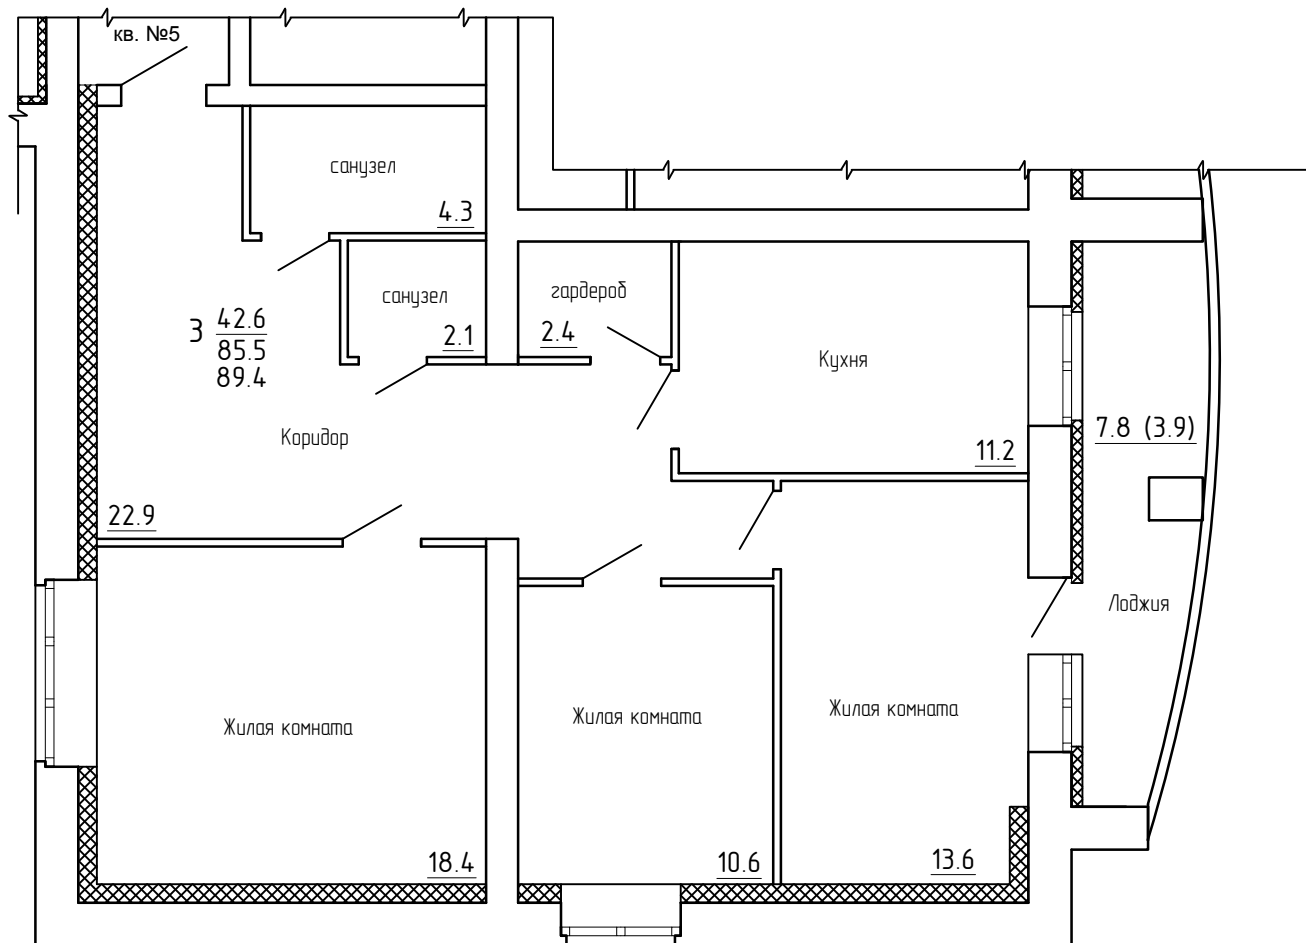 кв. №5
санузел
4.3
санузел
2.1
гардероб
2.4
3
42.6
85.5
89.4
Кухня
11.2
7.8 (3.9)
Коридор
22.9
Лоджия
Жилая комната
18.4
Жилая комната
10.6
Жилая комната
13.6